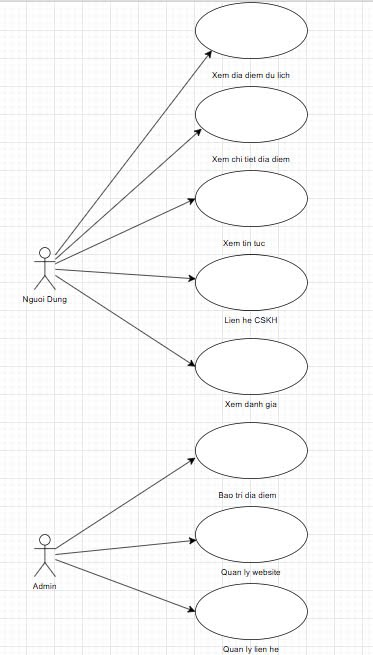 Xem dia diem du lich
Xem chi tiet dia diem
Xem tin tuc
Nguoi Dung
Lien he CSKH
Xem danh gia
Bao tri dia diem
Quan ly website
Admin
Quan ly lien he